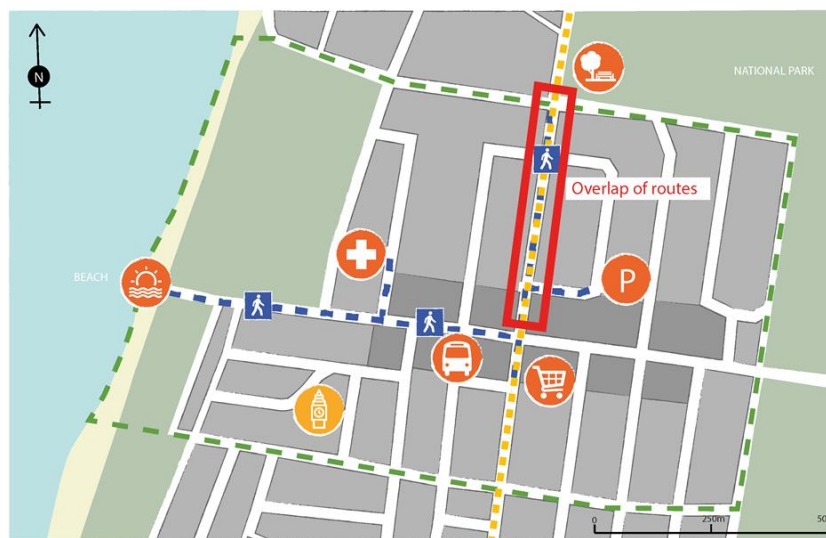 N
NATIONAL PARK
Overlap of routes
BEACH
P
0 250m 50